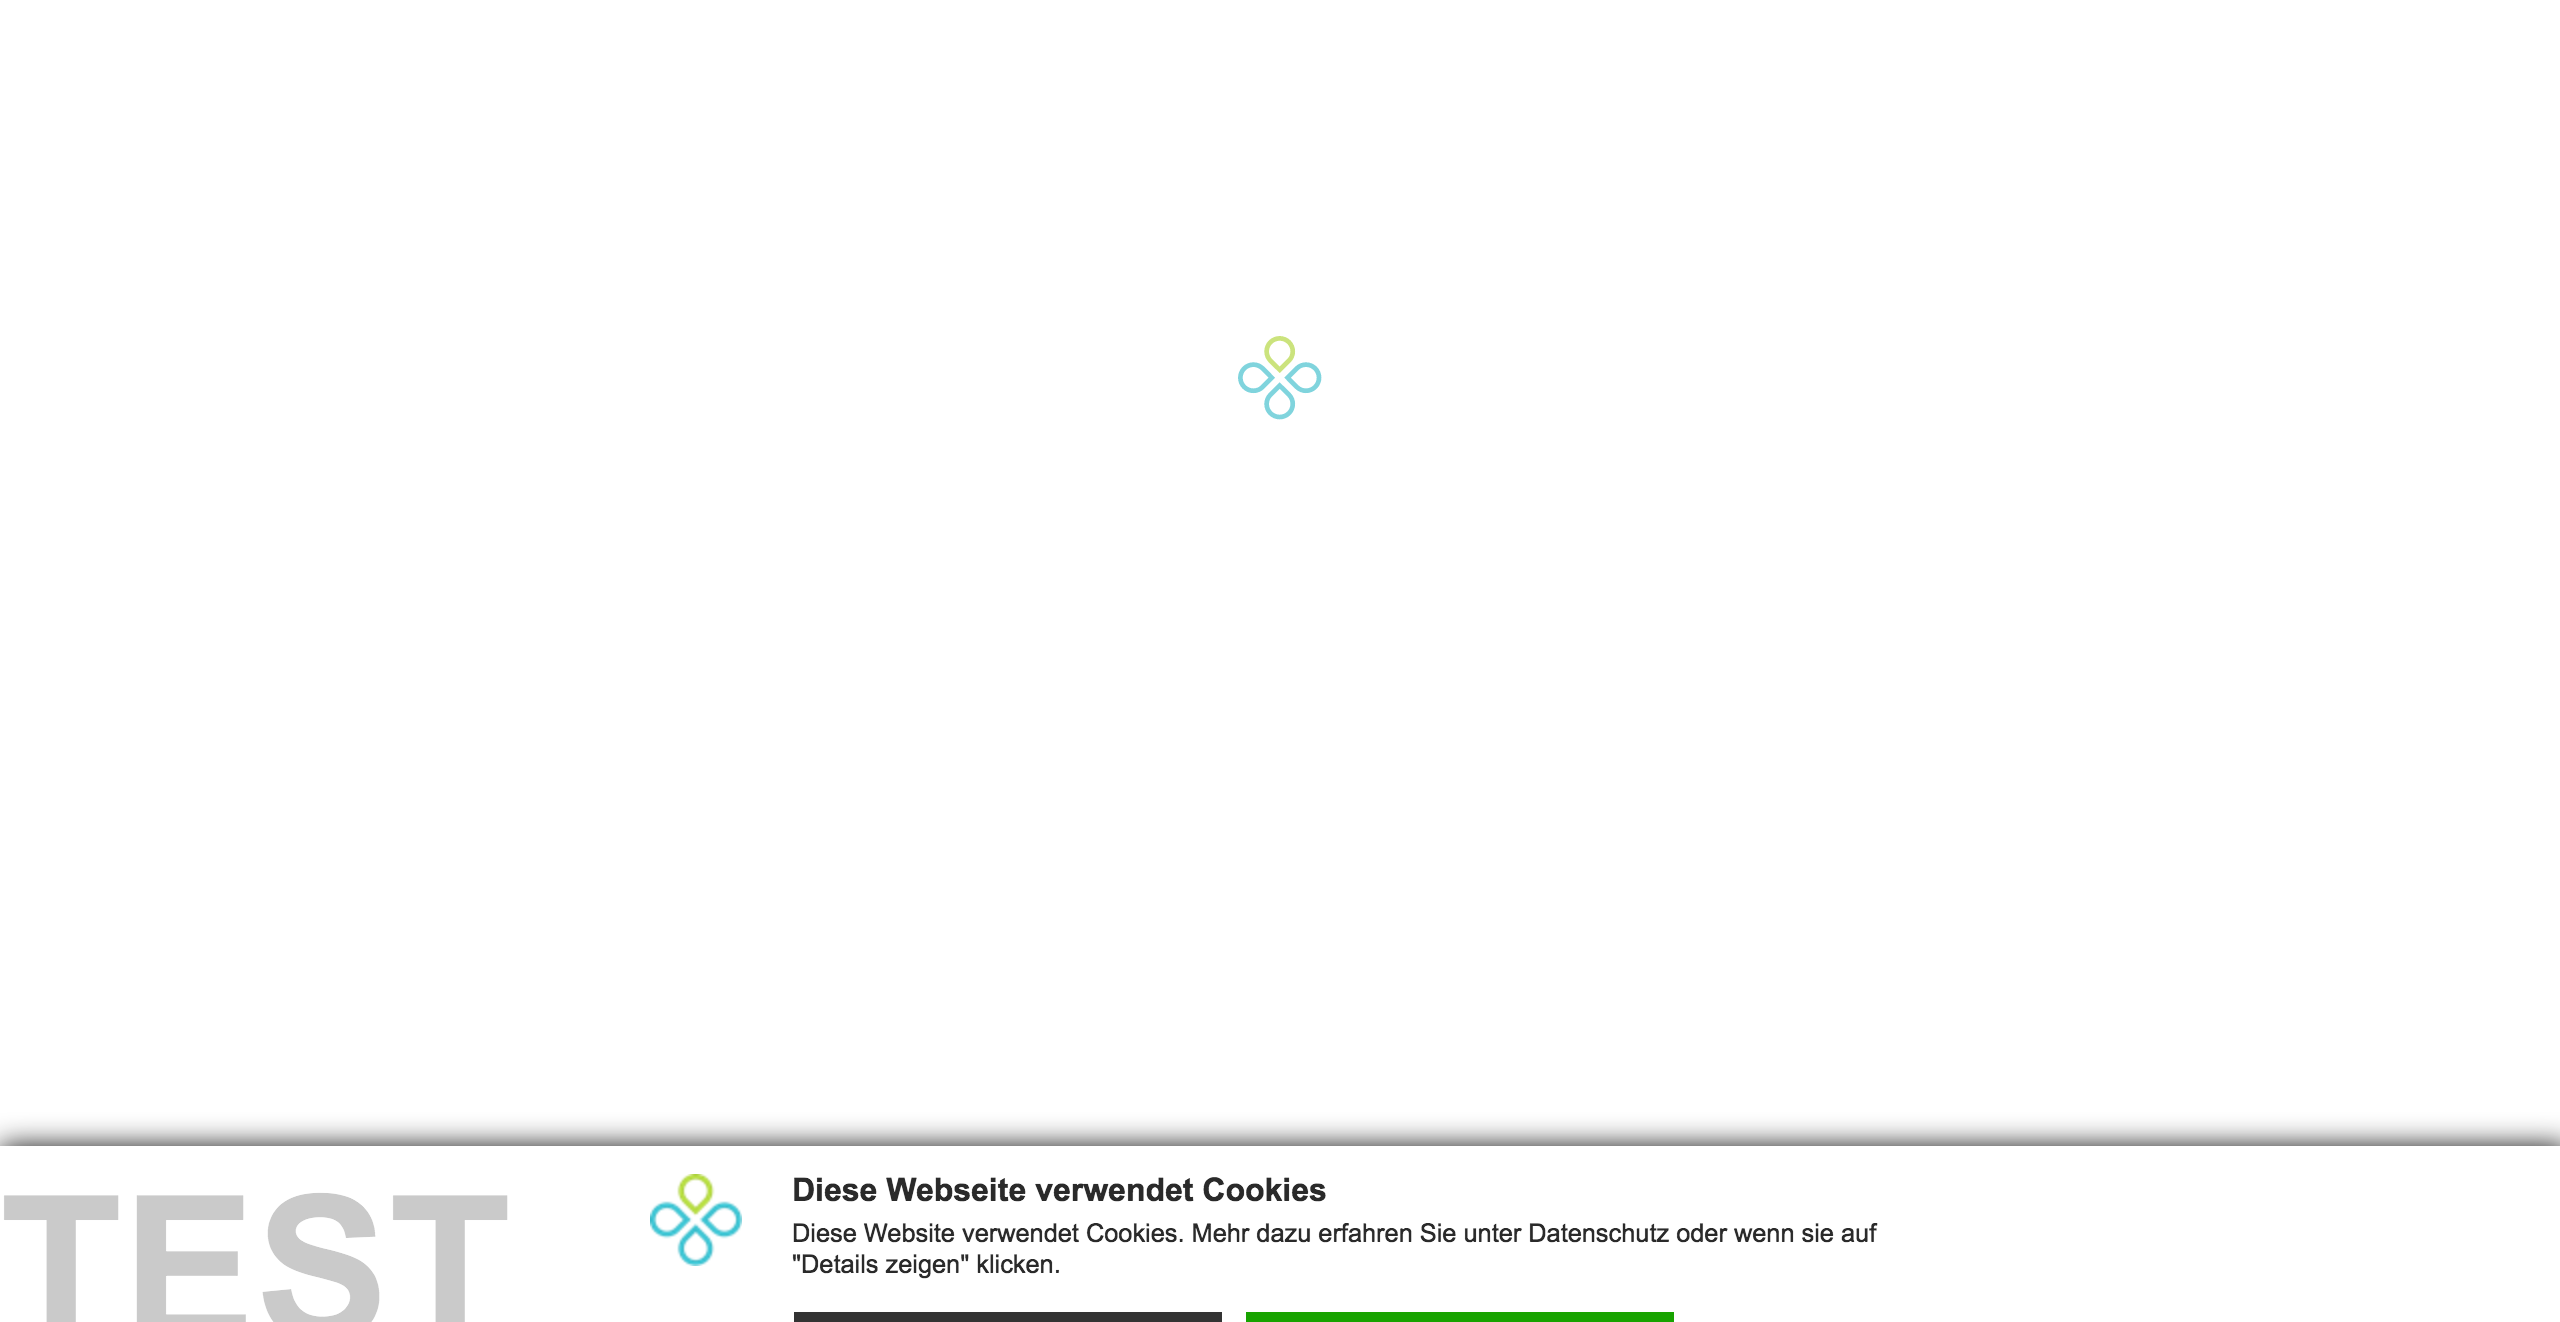 TEST
Diese Webseite verwendet Cookies
Diese Website verwendet Cookies. Mehr dazu erfahren Sie unter Datenschutz oder wenn sie auf
"Details zeigen" klicken.